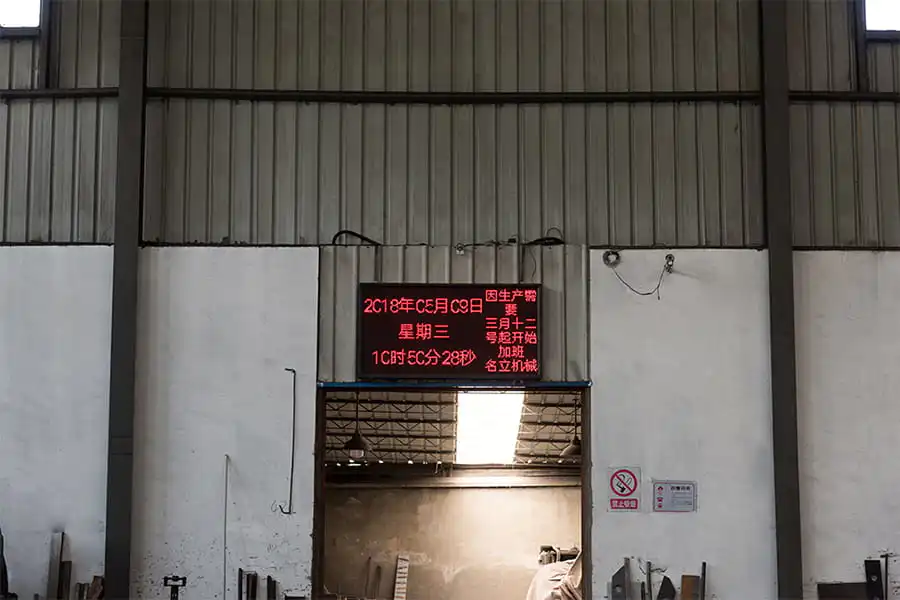 2018年05月09日
星期三
10时50分28秒
因生产需
要
三月十二
号起开始
加班
名立机械
禁止吸烟